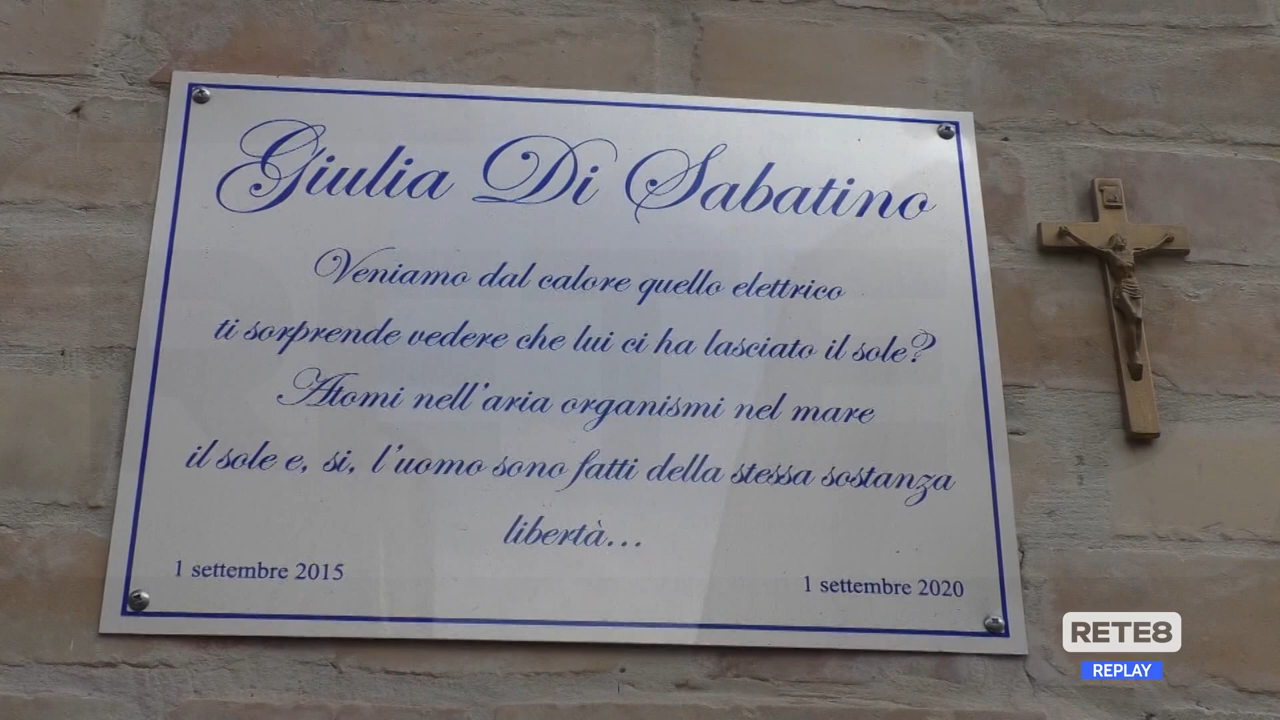 Giulia Di Sabatino
Veniamo dal calore quello elettrico
ti sorprende vedere che lui ci ha lasciato il sole?
Atomi nell'aria organismi nel mare
il sole e, si, l'uomo sono fatti della stessa sostanza
libertà...
1 settembre 2015
1 settembre 2020
RETE8
REPLAY